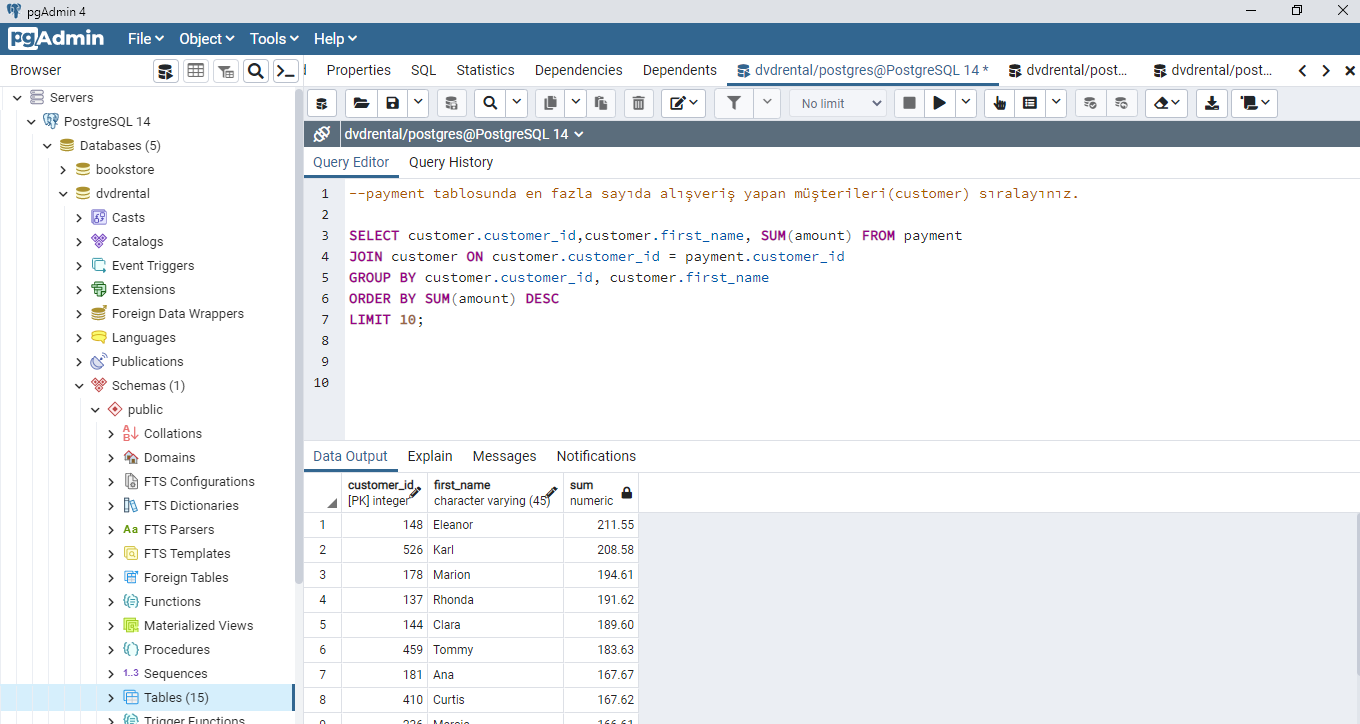 pgAdmin 4
pgAdmin File Object Tools Help
Browser
Properties SQL Statistics Dependencies Dependents dvdrental/postgres@PostgreSQL 14 * dvdrental/post... dvdrental/post...
No limit
dvdrental/postgres@PostgreSQL 14
Query Editor Query History
Servers
PostgreSQL 14
Databases (5)
bookstore
dvdrental
Casts
Catalogs
Event Triggers
Extensions
Foreign Data Wrappers
Languages
Publications
Schemas (1)
public
Collations
Domains
FTS Configurations
FTS Dictionaries
Aa FTS Parsers
FTS Templates
Foreign Tables
Functions
Materialized Views
Procedures
1..3 Sequences
Tables (15)
Trigger Functions
1 --payment tablosunda en fazla sayıda alışveriş yapan müşterileri(customer) sıralayınız.
2
3 SELECT customer.customer_id,customer.first_name, SUM(amount) FROM payment
4 JOIN customer ON customer.customer_id = payment.customer_id
5 GROUP BY customer.customer_id, customer.first_name
6 ORDER BY SUM(amount) DESC
7 LIMIT 10;
8
9
10
Data Output Explain Messages Notifications
customer_id first_name sum
[PK] integer character varying (45) numeric
1 148 Eleanor 211.55
2 526 Karl 208.58
3 178 Marion 194.61
4 137 Rhonda 191.62
5 144 Clara 189.60
6 459 Tommy 183.63
7 181 Ana 167.67
8 410 Curtis 167.62
9 236 Marcia 166.61